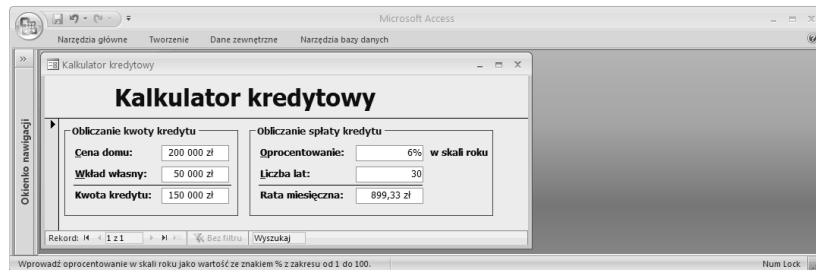 Microsoft Access
Narzędzia główne Tworzenie Dane zewnętrzne Narzędzia bazy danych
Okienko nawigacji
Kalkulator kredytowy
Kalkulator kredytowy
Obliczanie kwoty kredytu Obliczanie spłaty kredytu
Cena domu: 200 000 zł Oprocentowanie: 6% w skali roku
Wkład własny: 50 000 zł Liczba lat: 30
Kwota kredytu: 150 000 zł Rata miesięczna: 899,33 zł
Rekord: 1 z 1 Bez filtru Wyszukaj
Wprowadź oprocentowanie w skali roku jako wartość ze znakiem % z zakresu od 1 do 100. Num Lock